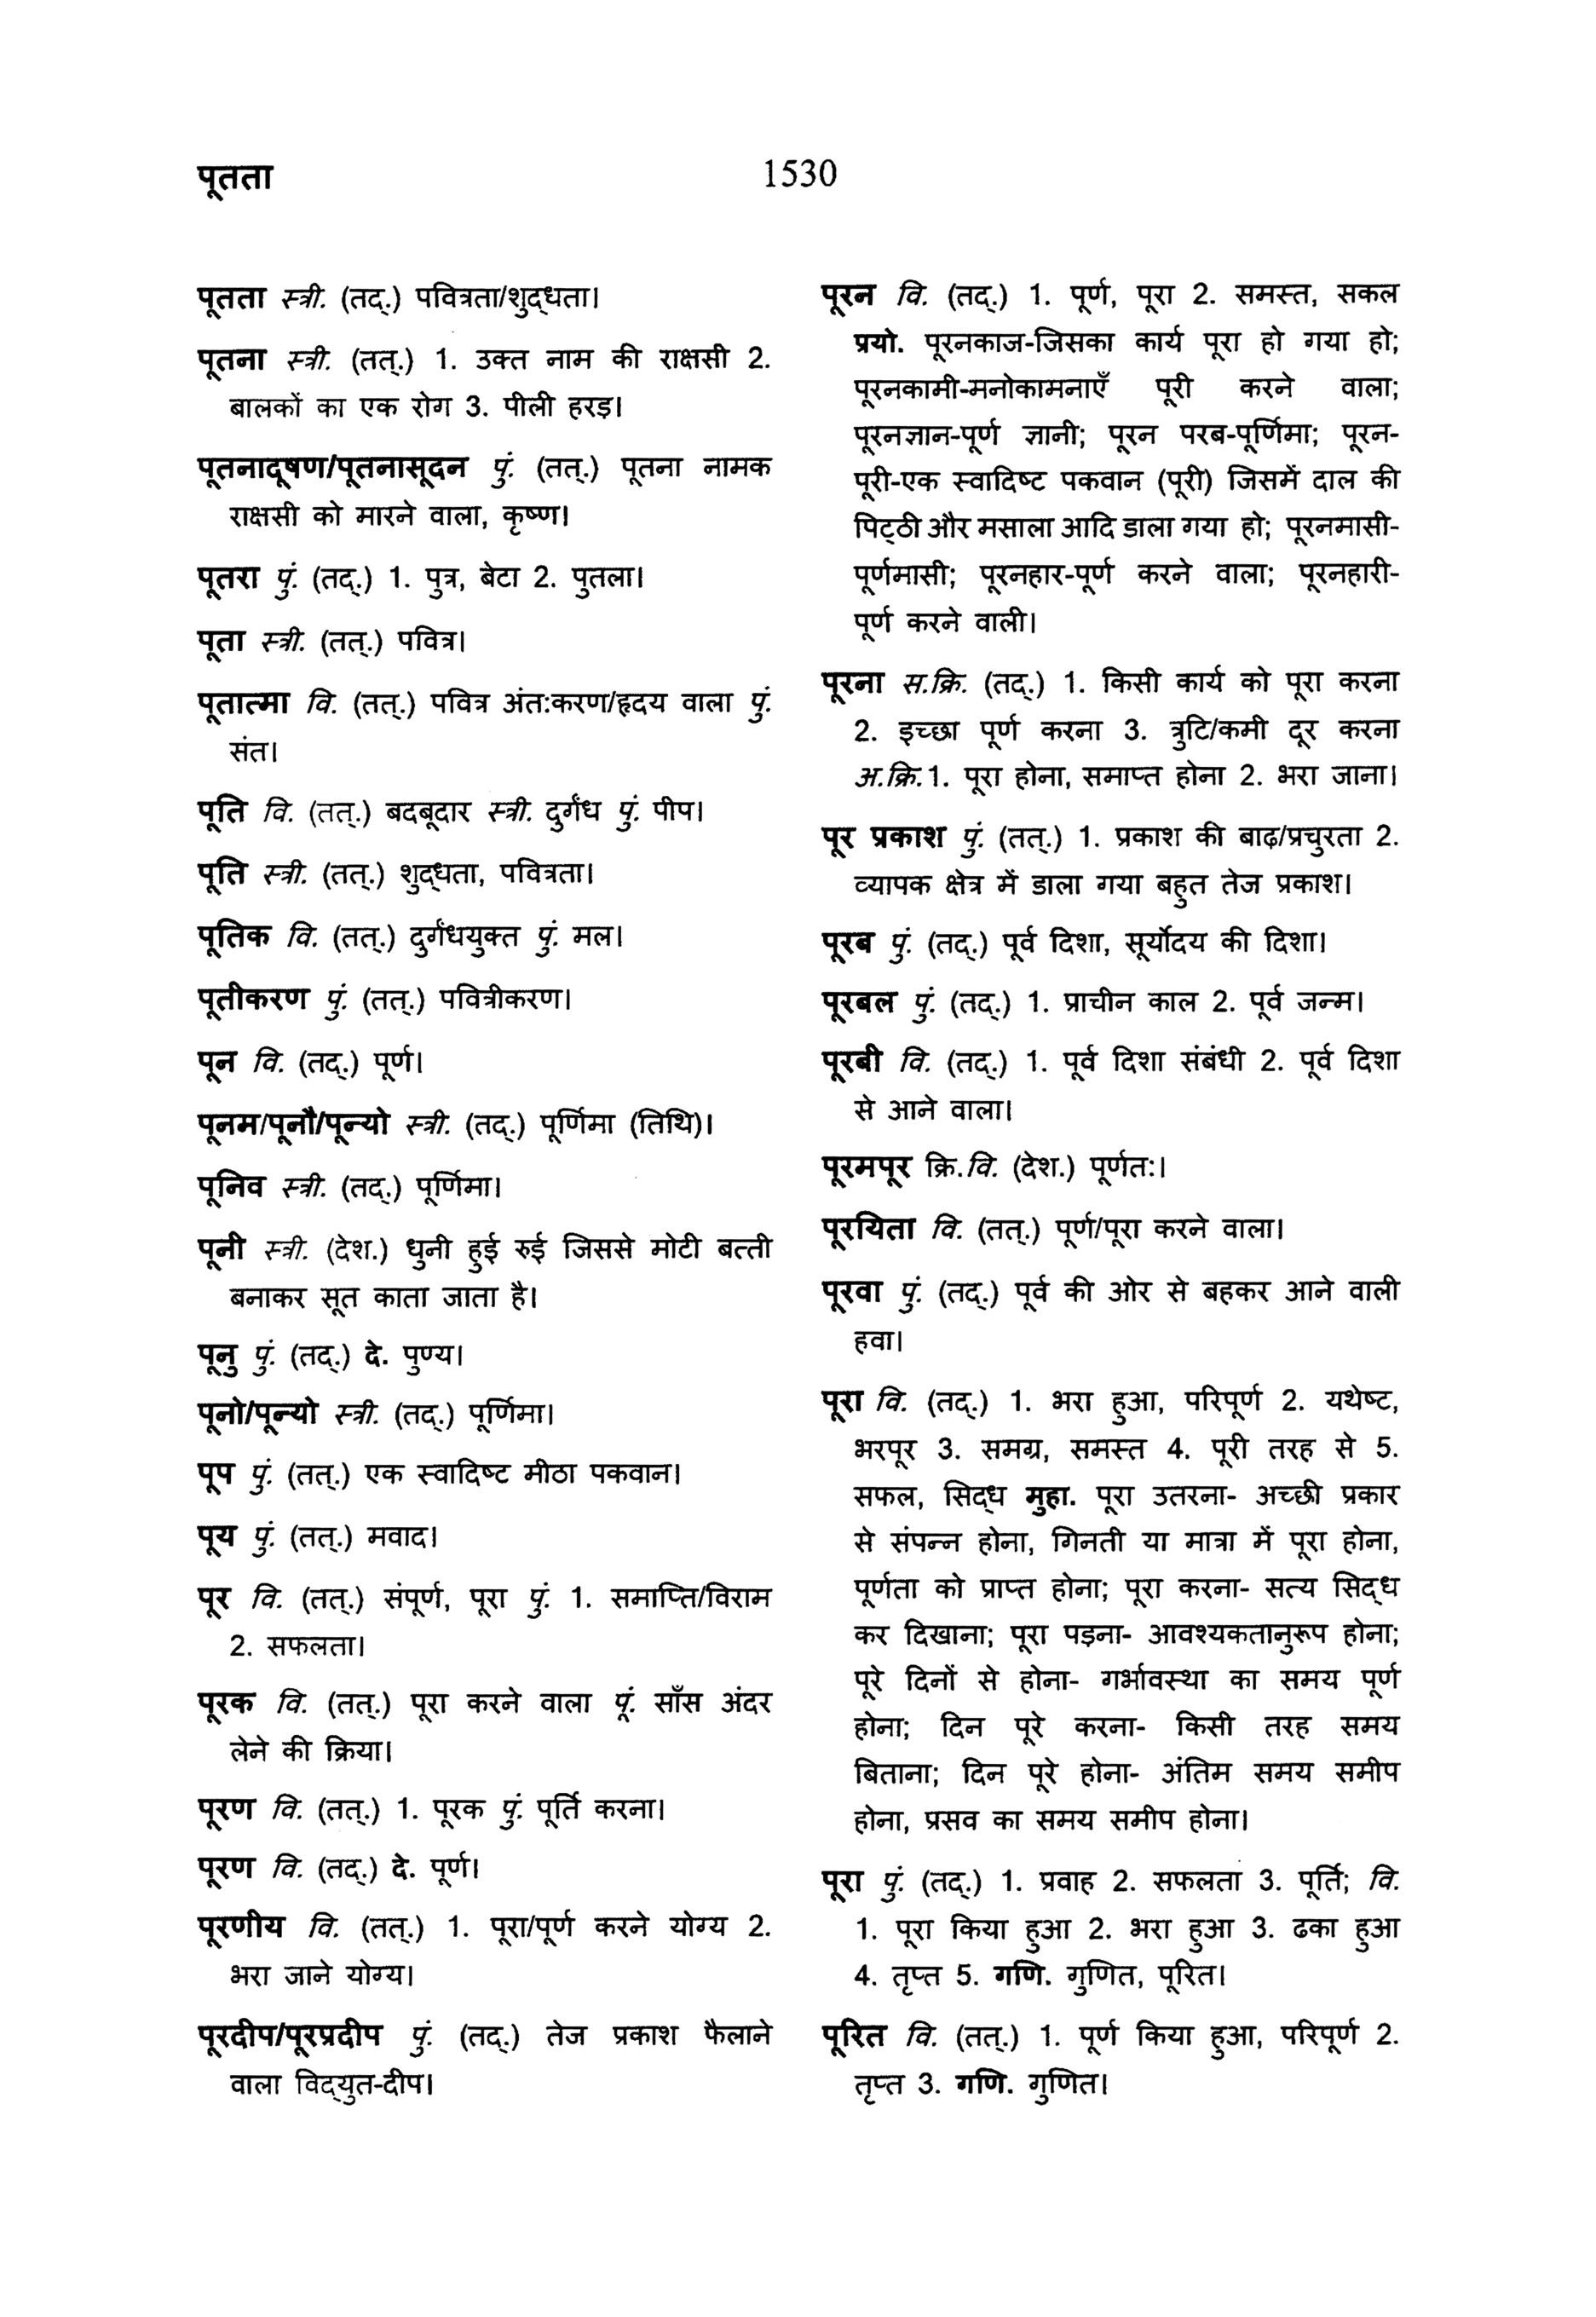 पूतता
1530
पूतता स्त्री. (तद्.) पवित्रता/शुद्धता।
पूतना स्त्री. (तत्.) 1. उक्त नाम की राक्षसी 2.
बालकों का एक रोग 3. पीली हरड़।
पूतनादूषण/पूतनासूदन पुं. (तत्.) पूतना नामक
राक्षसी को मारने वाला, कृष्ण।
पूतरा पुं. (तद्.) 1. पुत्र, बेटा 2. पुतला।
पूता स्त्री. (तत्.) पवित्र।
पूतात्मा वि. (तत्.) पवित्र अंतःकरण/हृदय वाला पुं.
संत।
पूति वि. (तत्.) बदबूदार स्त्री. दुर्गंध पुं. पीप।
पूति स्त्री. (तत्.) शुद्धता, पवित्रता।
पूतिक वि. (तत्.) दुर्गंधयुक्त पुं. मल।
पूतीकरण पुं. (तत्.) पवित्रीकरण।
पून वि. (तद्.) पूर्ण।
पूनम/पूनौ/पून्यो स्त्री. (तद्.) पूर्णिमा (तिथि)।
पूनिव स्त्री. (तद्.) पूर्णिमा।
पूनी स्त्री. (देश.) धुनी हुई रुई जिससे मोटी बत्ती
बनाकर सूत काता जाता है।
पूनु पुं. (तद्.) दे. पुण्य।
पूनो/पून्यो स्त्री. (तद्.) पूर्णिमा।
पूप पुं. (तत्.) एक स्वादिष्ट मीठा पकवान।
पूय पुं. (तत्.) मवाद।
पूर वि. (तत्.) संपूर्ण, पूरा पुं. 1. समाप्ति/विराम
2. सफलता।
पूरक वि. (तत्.) पूरा करने वाला पूं. साँस अंदर
लेने की क्रिया।
पूरण वि. (तत्.) 1. पूरक पुं. पूर्ति करना।
पूरण वि. (तद्.) दे. पूर्ण।
पूरणीय वि. (तत्.) 1. पूरा/पूर्ण करने योग्य 2.
भरा जाने योग्य।
पूरदीप/पूरप्रदीप पुं. (तद्.) तेज प्रकाश फैलाने
वाला विद्युत-दीप।
पूरन वि. (तद्.) 1. पूर्ण, पूरा 2. समस्त, सकल
प्रयो. पूरनकाज-जिसका कार्य पूरा हो गया हो;
पूरनकामी-मनोकामनाएँ पूरी करने वाला;
पूरनज्ञान-पूर्ण ज्ञानी; पूरन परब-पूर्णिमा; पूरन-
पूरी-एक स्वादिष्ट पकवान (पूरी) जिसमें दाल की
पिट्ठी और मसाला आदि डाला गया हो; पूरनमासी-
पूर्णमासी; पूरनहार-पूर्ण करने वाला; पूरनहारी-
पूर्ण करने वाली।
पूरना स.क्रि. (तद्.) 1. किसी कार्य को पूरा करना
2. इच्छा पूर्ण करना 3. त्रुटि/कमी दूर करना
अ.क्रि.1. पूरा होना, समाप्त होना 2. भरा जाना।
पूर प्रकाश पुं. (तत्.) 1. प्रकाश की बाढ़/प्रचुरता 2.
व्यापक क्षेत्र में डाला गया बहुत तेज प्रकाश।
पूरब पुं. (तद्.) पूर्व दिशा, सूर्योदय की दिशा।
पूरबल पुं. (तद्.) 1. प्राचीन काल 2. पूर्व जन्म।
पूरबी वि. (तद्.) 1. पूर्व दिशा संबंधी 2. पूर्व दिशा
से आने वाला।
पूरमपूर क्रि.वि. (देश.) पूर्णतः।
पूरयिता वि. (तत्.) पूर्ण/पूरा करने वाला।
पूरवा पुं. (तद्.) पूर्व की ओर से बहकर आने वाली
हवा।
पूरा वि. (तद्.) 1. भरा हुआ, परिपूर्ण 2. यथेष्ट,
भरपूर 3. समग्र, समस्त 4. पूरी तरह से 5.
सफल, सिद्ध मुहा. पूरा उतरना- अच्छी प्रकार
से संपन्न होना, गिनती या मात्रा में पूरा होना,
पूर्णता को प्राप्त होना; पूरा करना- सत्य सिद्ध
कर दिखाना; पूरा पड़ना- आवश्यकतानुरूप होना;
पूरे दिनों से होना- गर्भावस्था का समय पूर्ण
होना; दिन पूरे करना- किसी तरह समय
बिताना; दिन पूरे होना- अंतिम समय समीप
होना, प्रसव का समय समीप होना।
पूरा पुं. (तद्.) 1. प्रवाह 2. सफलता 3. पूर्ति; वि.
1. पूरा किया हुआ 2. भरा हुआ 3. ढका हुआ
4. तृप्त 5. गणि. गुणित, पूरित।
पूरित वि. (तत्.) 1. पूर्ण किया हुआ, परिपूर्ण 2.
तृप्त 3. गणि. गुणित।